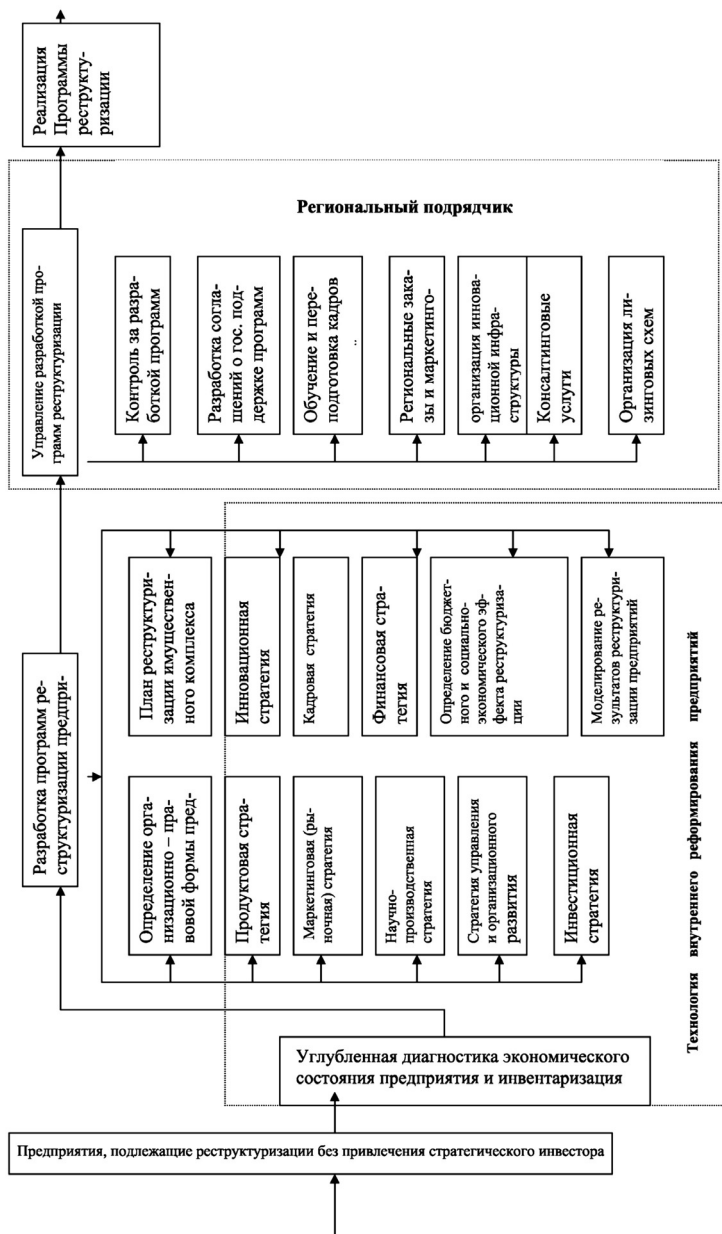 Предприятия, подлежащие реструктуризации без привлечения стратегического инвестора
Углубленная диагностика экономического
состояния предприятия и инвентаризация
Разработка программ ре-
структуризации предпри-
Определение орга-
низационно – пра-
вовой формы пред-
Продуктовая стра-
тегия
Маркетинговая (ры-
ночная) стратегия
Научно-
производственная
стратегия
Стратегия управления
и организационного
развития
Инвестиционная
стратегия
План реструктури-
зации имуществен-
ного комплекса
Инновационная
стратегия
Кадровая стратегия
Финансовая стра-
тегия
Определение бюджет-
ного и социально-
экономического эф-
фекта реструктуриза-
ции
Моделирование ре-
зультатов реструктури-
зации предприятий
Технология внутреннего реформирования предприятий
Управление разработкой про-
грамм реструктуризации
Региональный подрядчик
Контроль за разра-
боткой программ
Разработка согла-
шений о гос. под-
держке программ
Обучение и пере-
подготовка кадров
Региональные зака-
зы и маркетинго-
организация иннова-
ационной инфра-
структуры
Консалтинговые
услуги
Организация ли-
зинговых схем
Реализация
Программы
реструкту-
ризации